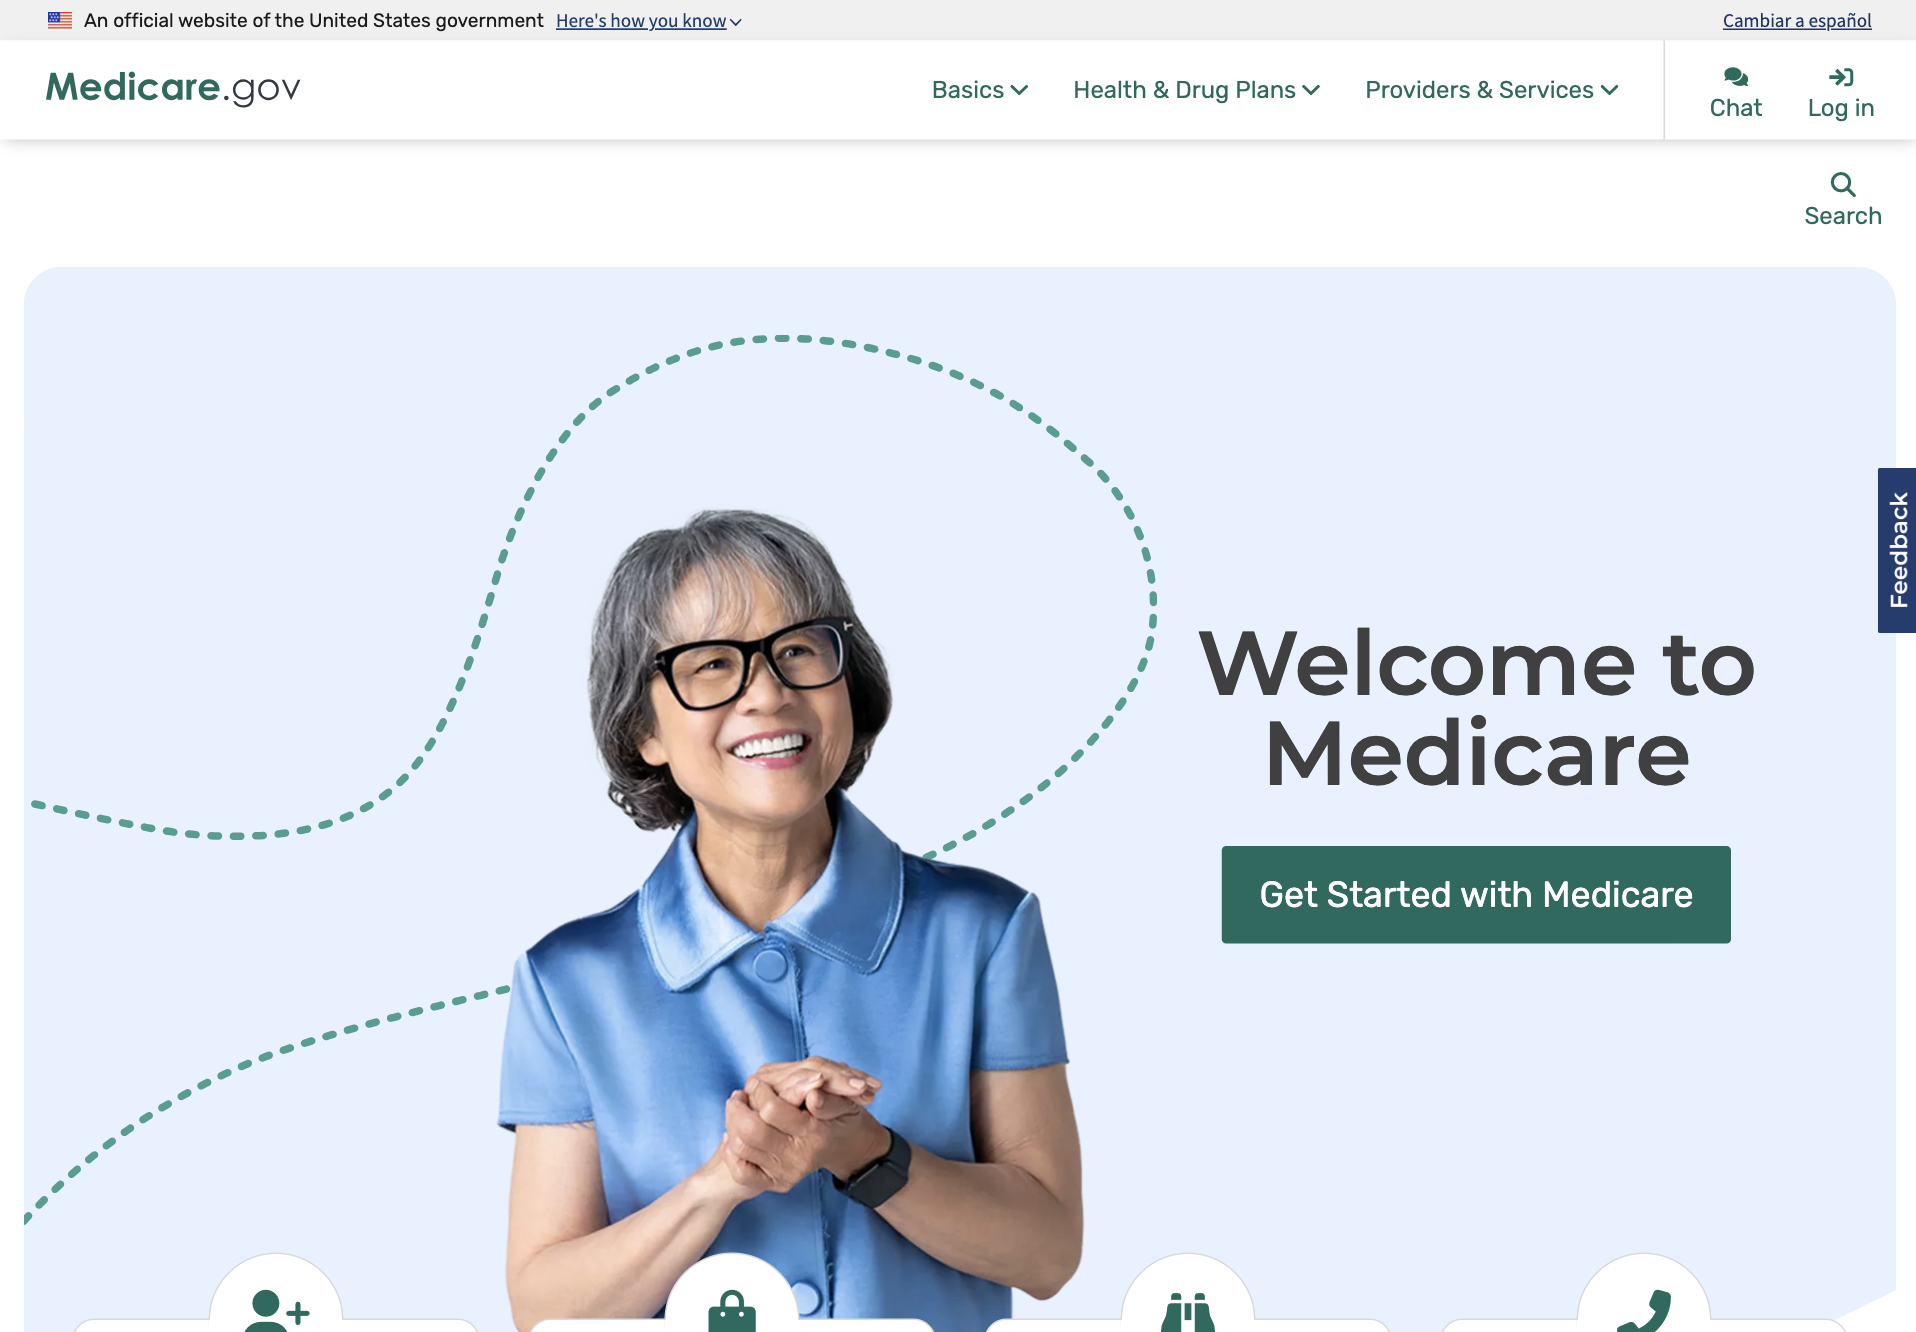 An official website of the United States government Here's how you know
Cambiar a español
Medicare.gov
Basics
Health & Drug Plans
Providers & Services
Chat
Log in
Search
Feedback
Welcome to
Medicare
Get Started with Medicare